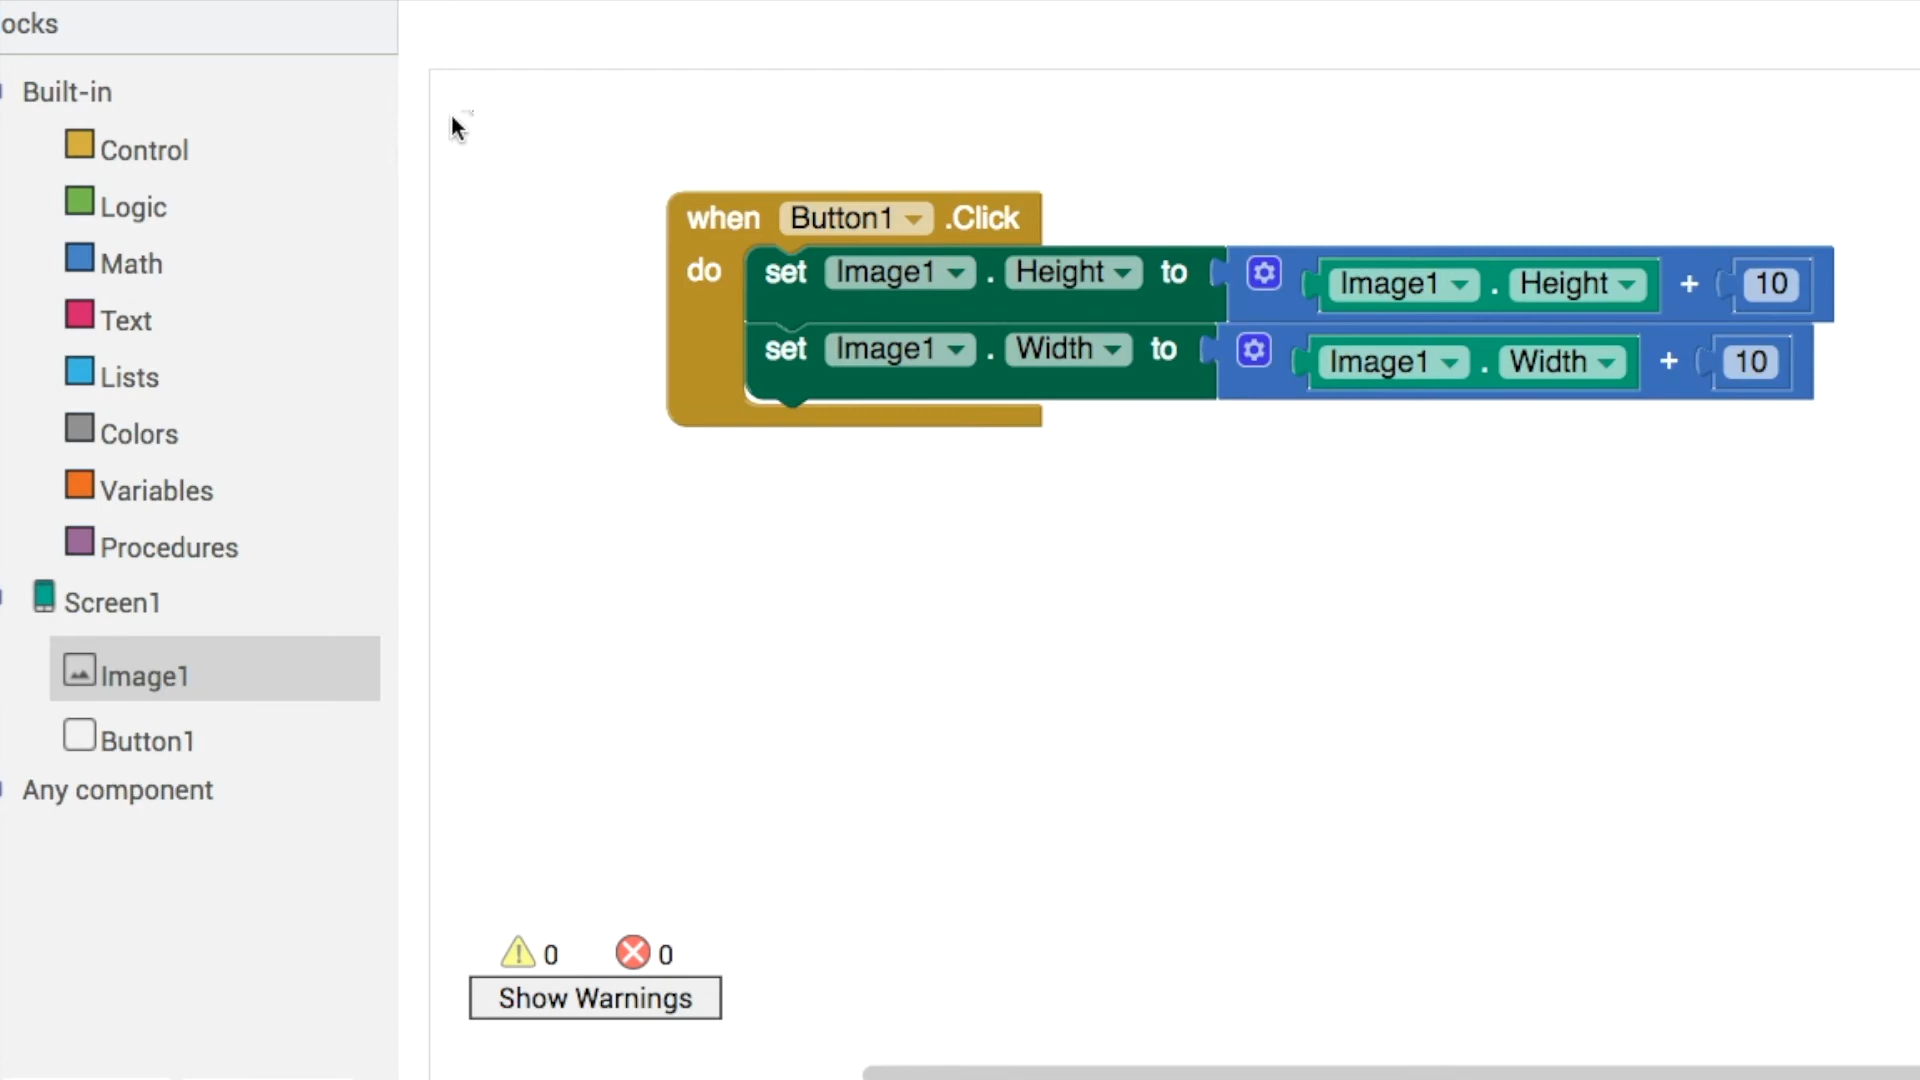 ocks
Built-in
Control
Logic
Math
Text
Lists
Colors
Variables
Procedures
Screen1
Image1
Button1
Any component
when Button1 .Click
do set Image1 . Height to Image1 . Height + 10
set Image1 . Width to Image1 . Width + 10
0 0
Show Warnings